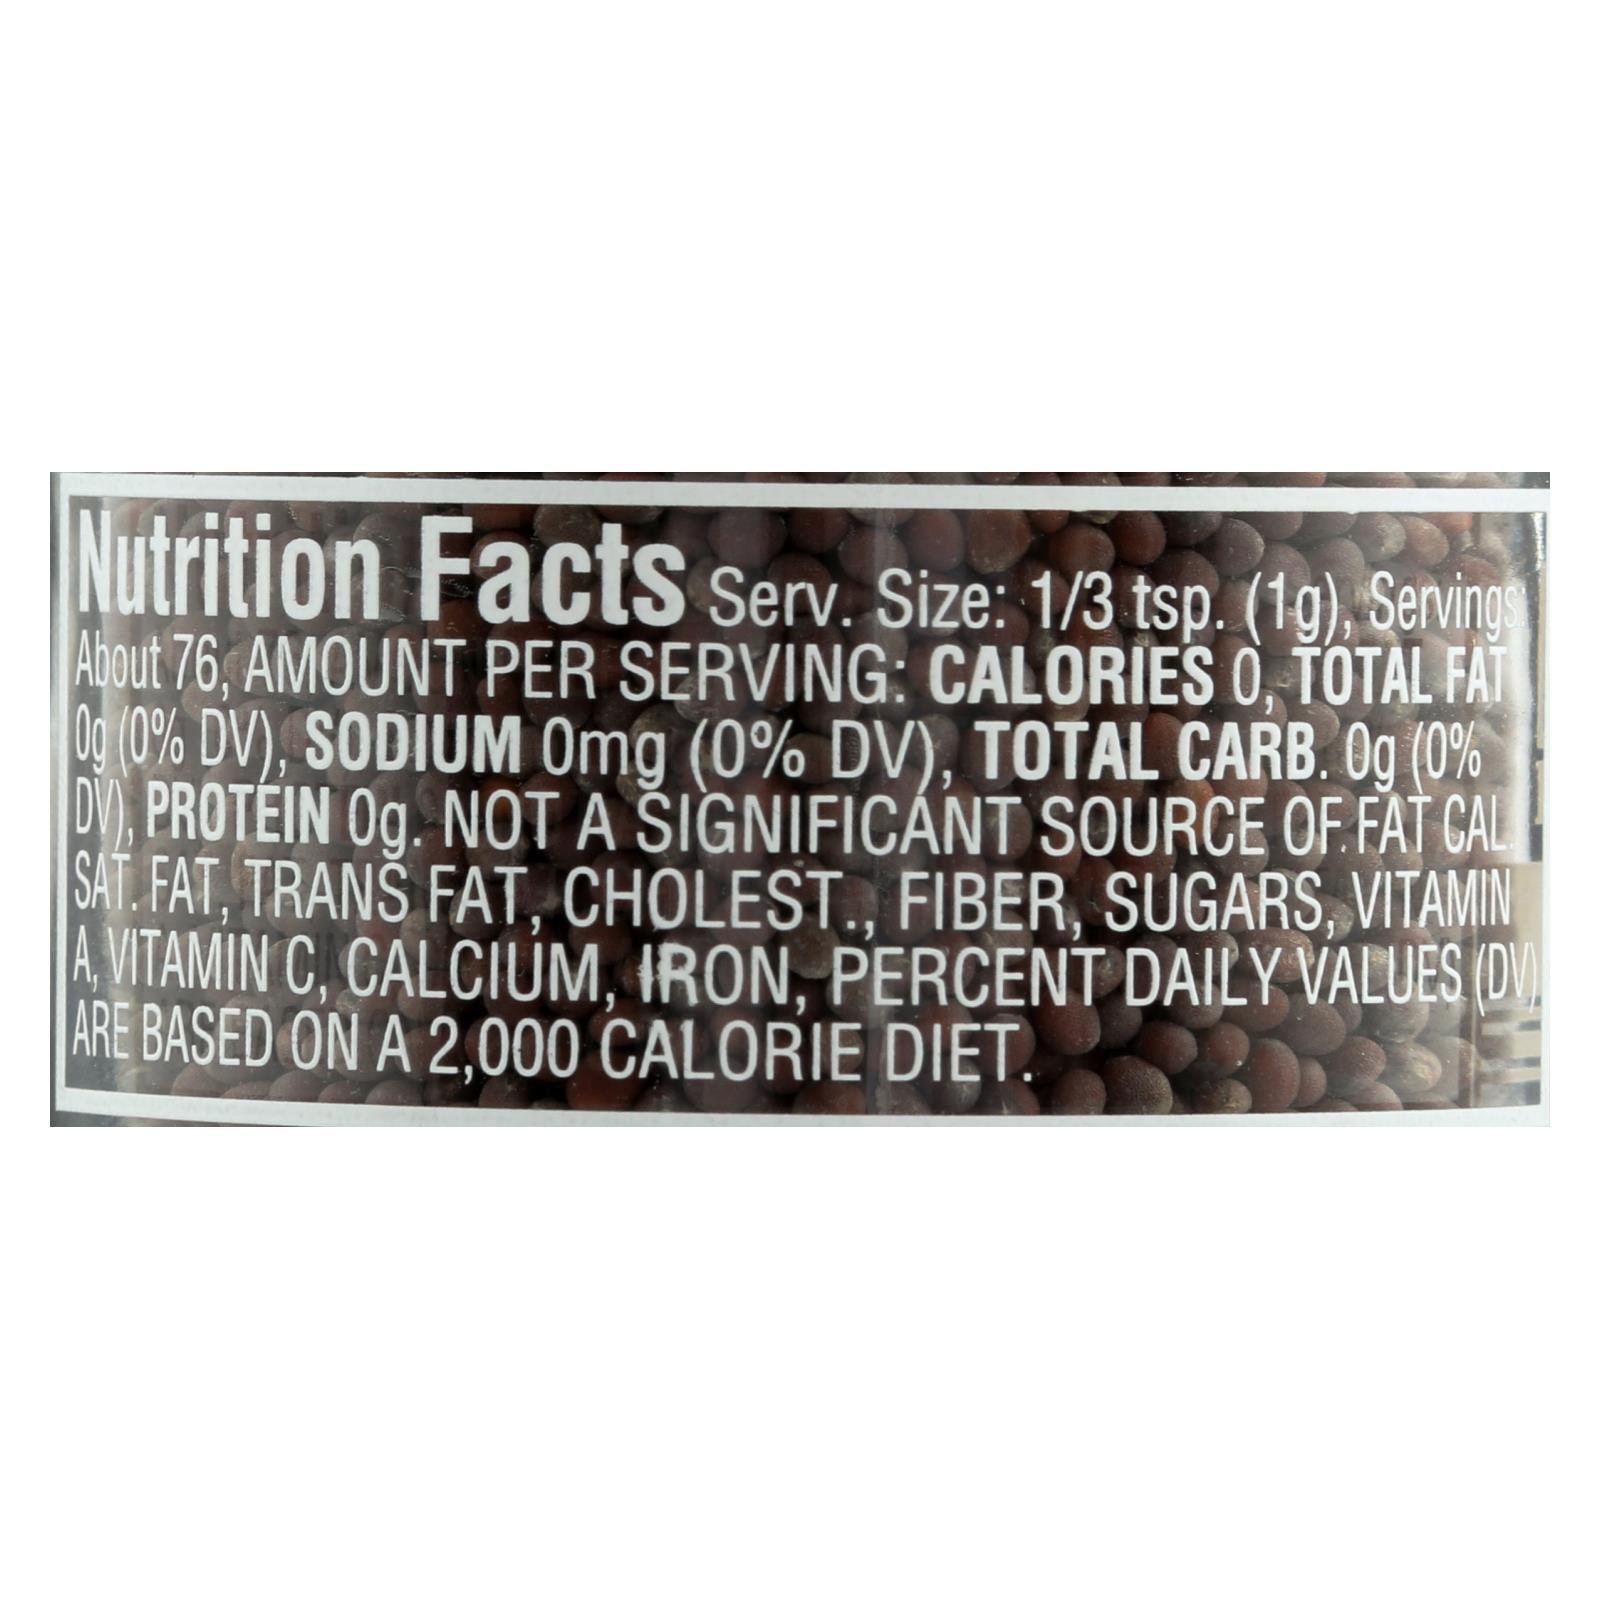 Nutrition Facts Serv. Size: 1/3 tsp. (1g), Servings:
About 76, AMOUNT PER SERVING: CALORIES 0, TOTAL FAT
0g (0% DV), SODIUM 0mg (0% DV), TOTAL CARB. 0g (0%
DV), PROTEIN 0g. NOT A SIGNIFICANT SOURCE OF FAT CAL.
SAT. FAT, TRANS FAT, CHOLEST., FIBER, SUGARS, VITAMIN
A, VITAMIN C, CALCIUM, IRON, PERCENT DAILY VALUES (DV)
ARE BASED ON A 2,000 CALORIE DIET.